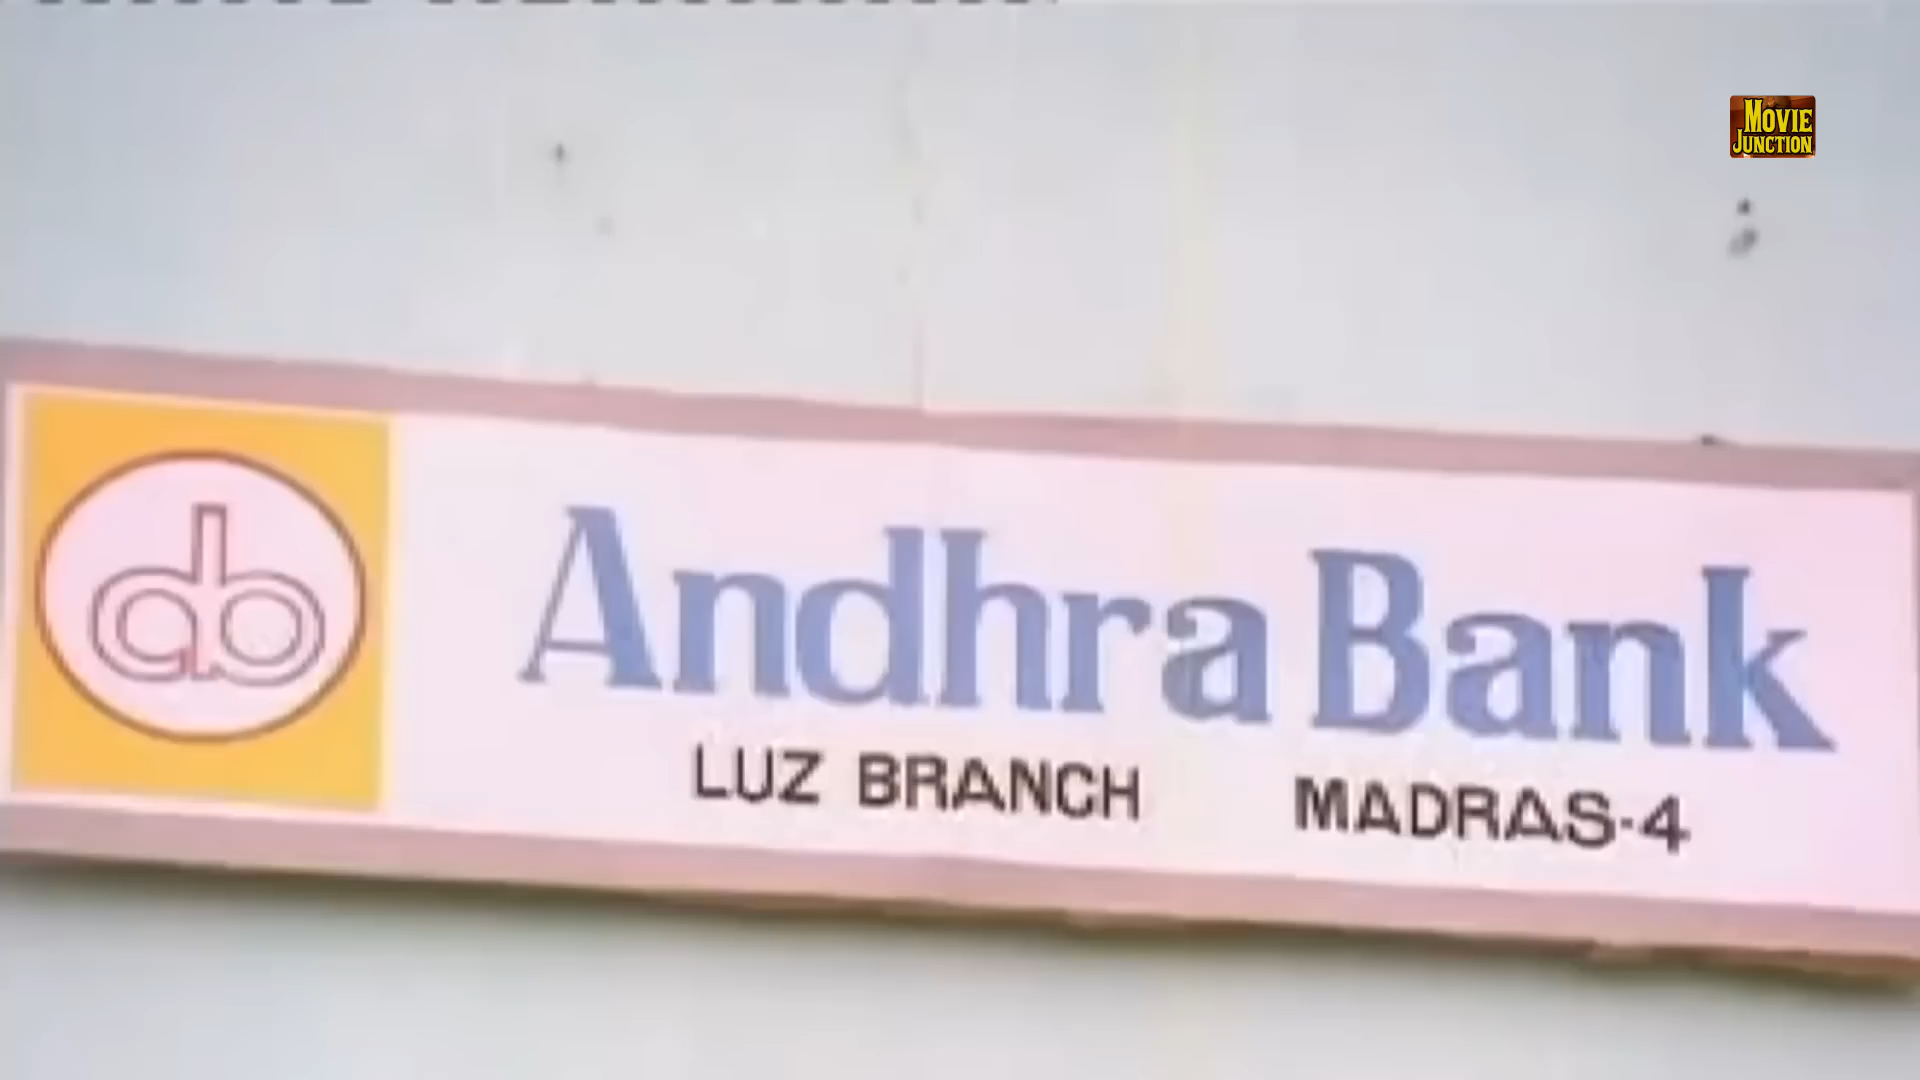 MOVIE
JUNCTION
ab
Andhra Bank
LUZ BRANCH MADRAS-4